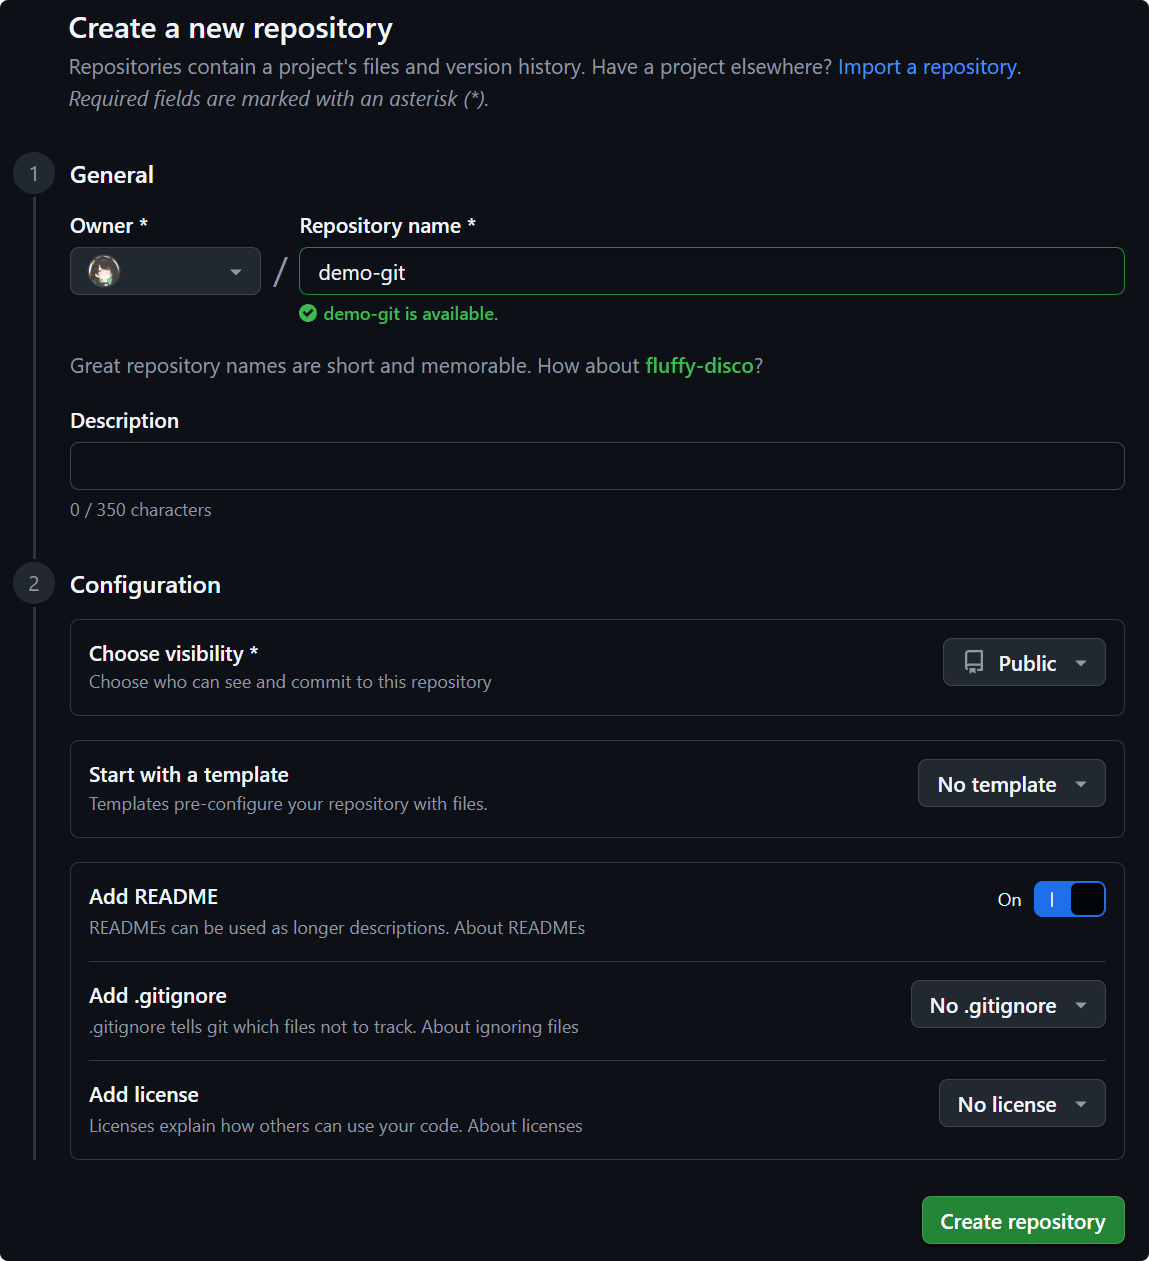 Create a new repository
Repositories contain a project's files and version history. Have a project elsewhere? Import a repository.
Required fields are marked with an asterisk (*).
1 General
Owner * Repository name *
/ demo-git
demo-git is available.
Great repository names are short and memorable. How about fluffy-disco?
Description
0 / 350 characters
2 Configuration
Choose visibility *
Choose who can see and commit to this repository
Public
Start with a template
Templates pre-configure your repository with files.
No template
Add README
READMEs can be used as longer descriptions. About READMEs
On
Add .gitignore
.gitignore tells git which files not to track. About ignoring files
No .gitignore
Add license
Licenses explain how others can use your code. About licenses
No license
Create repository